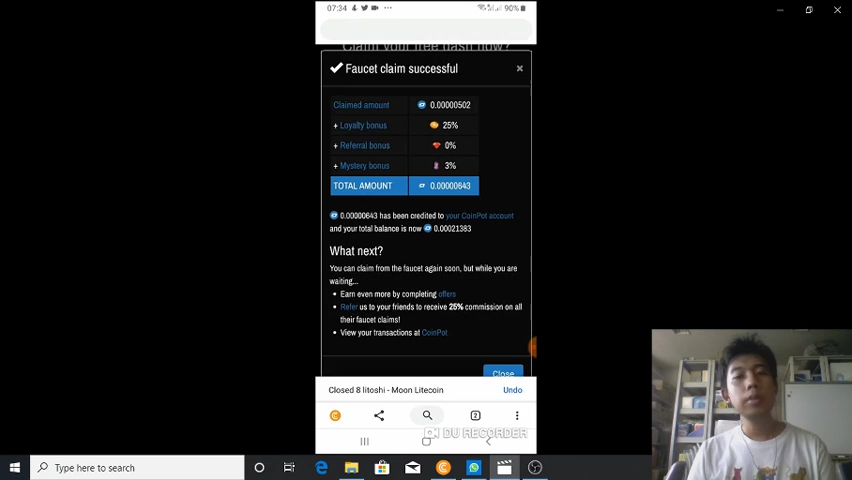 07:34
90%
Claim your free dash now?
Faucet claim successful
×
Claimed amount 0.00000502
+ Loyalty bonus 25%
+ Referral bonus 0%
+ Mystery bonus 3%
TOTAL AMOUNT 0.00000643
0.00000643 has been credited to your CoinPot account
and your total balance is now 0.00021383
What next?
You can claim from the faucet again soon, but while you are
waiting...
• Earn even more by completing offers
• Refer us to your friends to receive 25% commission on all
their faucet claims!
• View your transactions at CoinPot
Close
Closed 8 litoshi - Moon Litecoin Undo
2
DU RECORDER
Type here to search